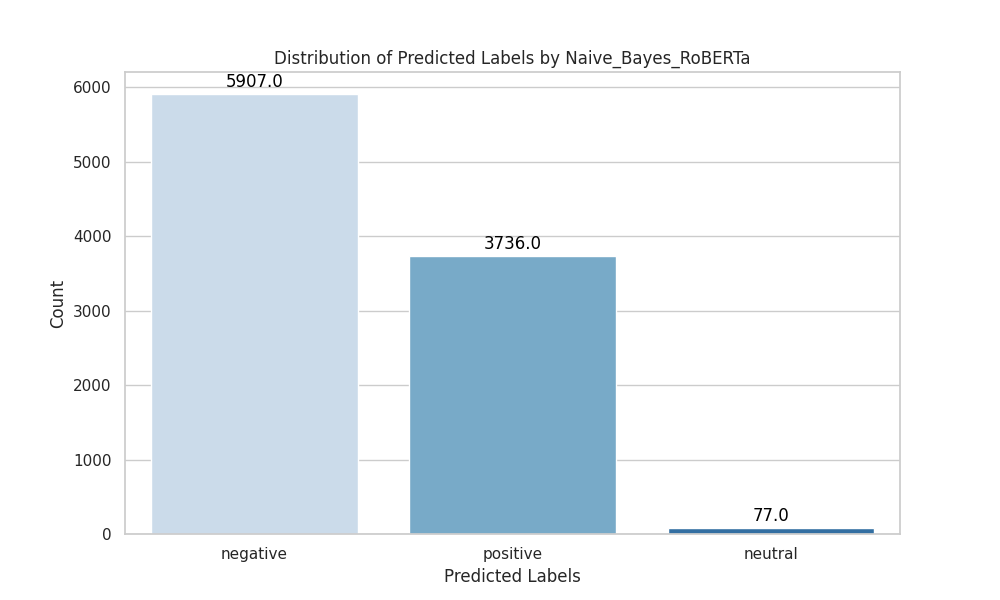 Distribution of Predicted Labels by Naive_Bayes_RoBERTa
5907.0
3736.0
77.0
6000
5000
4000
3000
2000
1000
0
Count
negative
positive
neutral
Predicted Labels